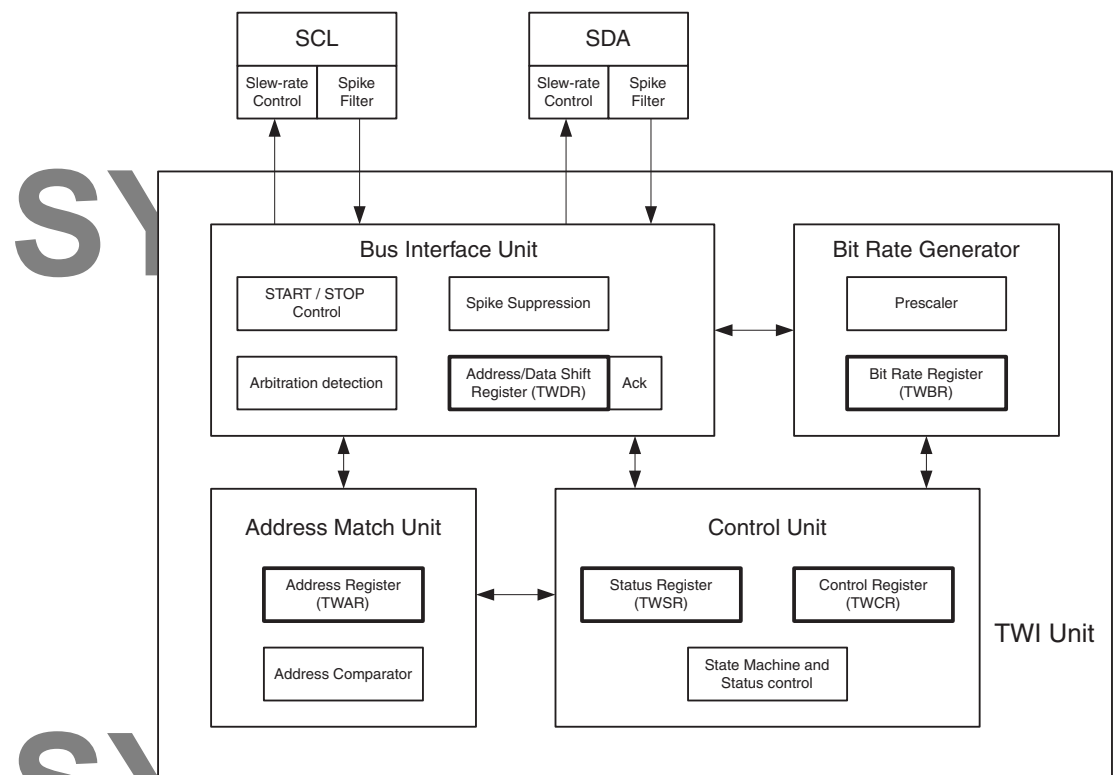 SCL
Slew-rate
Control
Spike
Filter
SDA
Slew-rate
Control
Spike
Filter
SY
Bus Interface Unit
START / STOP
Control
Spike Suppression
Arbitration detection
Address/Data Shift
Register (TWDR)
Ack
Bit Rate Generator
Prescaler
Bit Rate Register
(TWBR)
Address Match Unit
Address Register
(TWAR)
Address Comparator
Control Unit
Status Register
(TWSR)
Control Register
(TWCR)
State Machine and
Status control
TWI Unit
SY